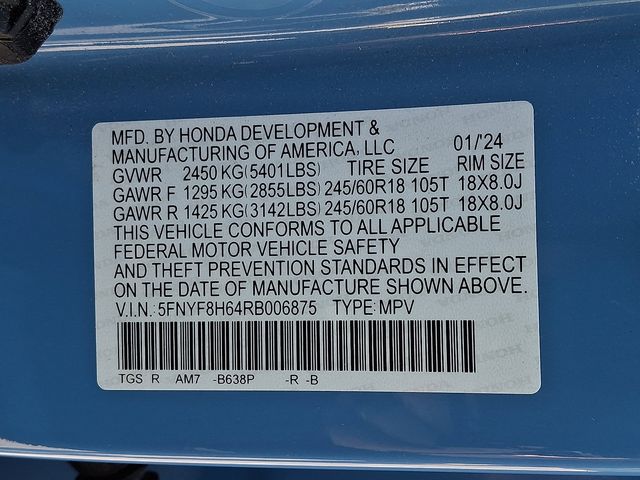 MFD. BY HONDA DEVELOPMENT &
MANUFACTURING OF AMERICA, LLC 01/'24
GVWR 2450 KG(5401LBS) TIRE SIZE RIM SIZE
GAWR F 1295 KG(2855LBS) 245/60R18 105T 18X8.0J
GAWR R 1425 KG(3142LBS) 245/60R18 105T 18X8.0J
THIS VEHICLE CONFORMS TO ALL APPLICABLE
FEDERAL MOTOR VEHICLE SAFETY
AND THEFT PREVENTION STANDARDS IN EFFECT
ON THE DATE OF MANUFACTURE SHOWN ABOVE.
V.I.N.: 5FNYF8H64RB006875 TYPE: MPV
TGS R AM7 -B638P -R -B